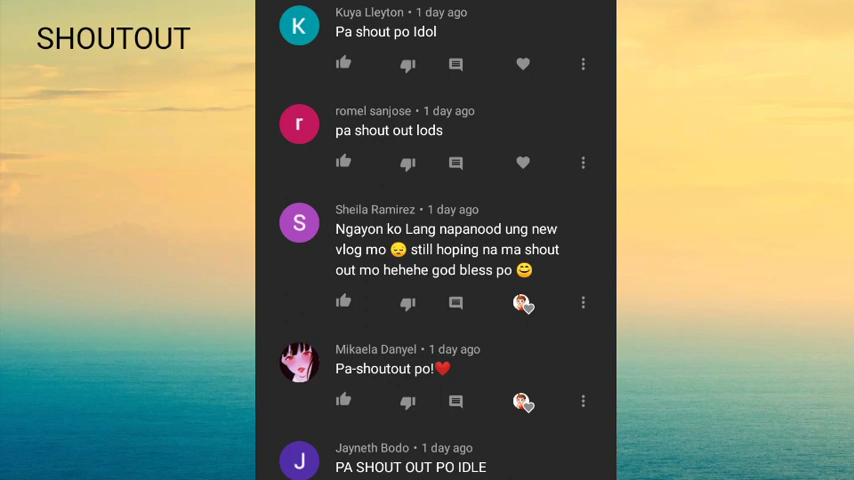 SHOUTOUT
K
Kuya Lleyton • 1 day ago
Pa shout po Idol
r
romel sanjose • 1 day ago
pa shout out lods
S
Sheila Ramirez • 1 day ago
Ngayon ko Lang napanood ung new
vlog mo 😔 still hoping na ma shout
out mo hehehe god bless po 😊
Mikaela Danyel • 1 day ago
Pa-shoutout po!❤️
J
Jayneth Bodo • 1 day ago
PA SHOUT OUT PO IDLE